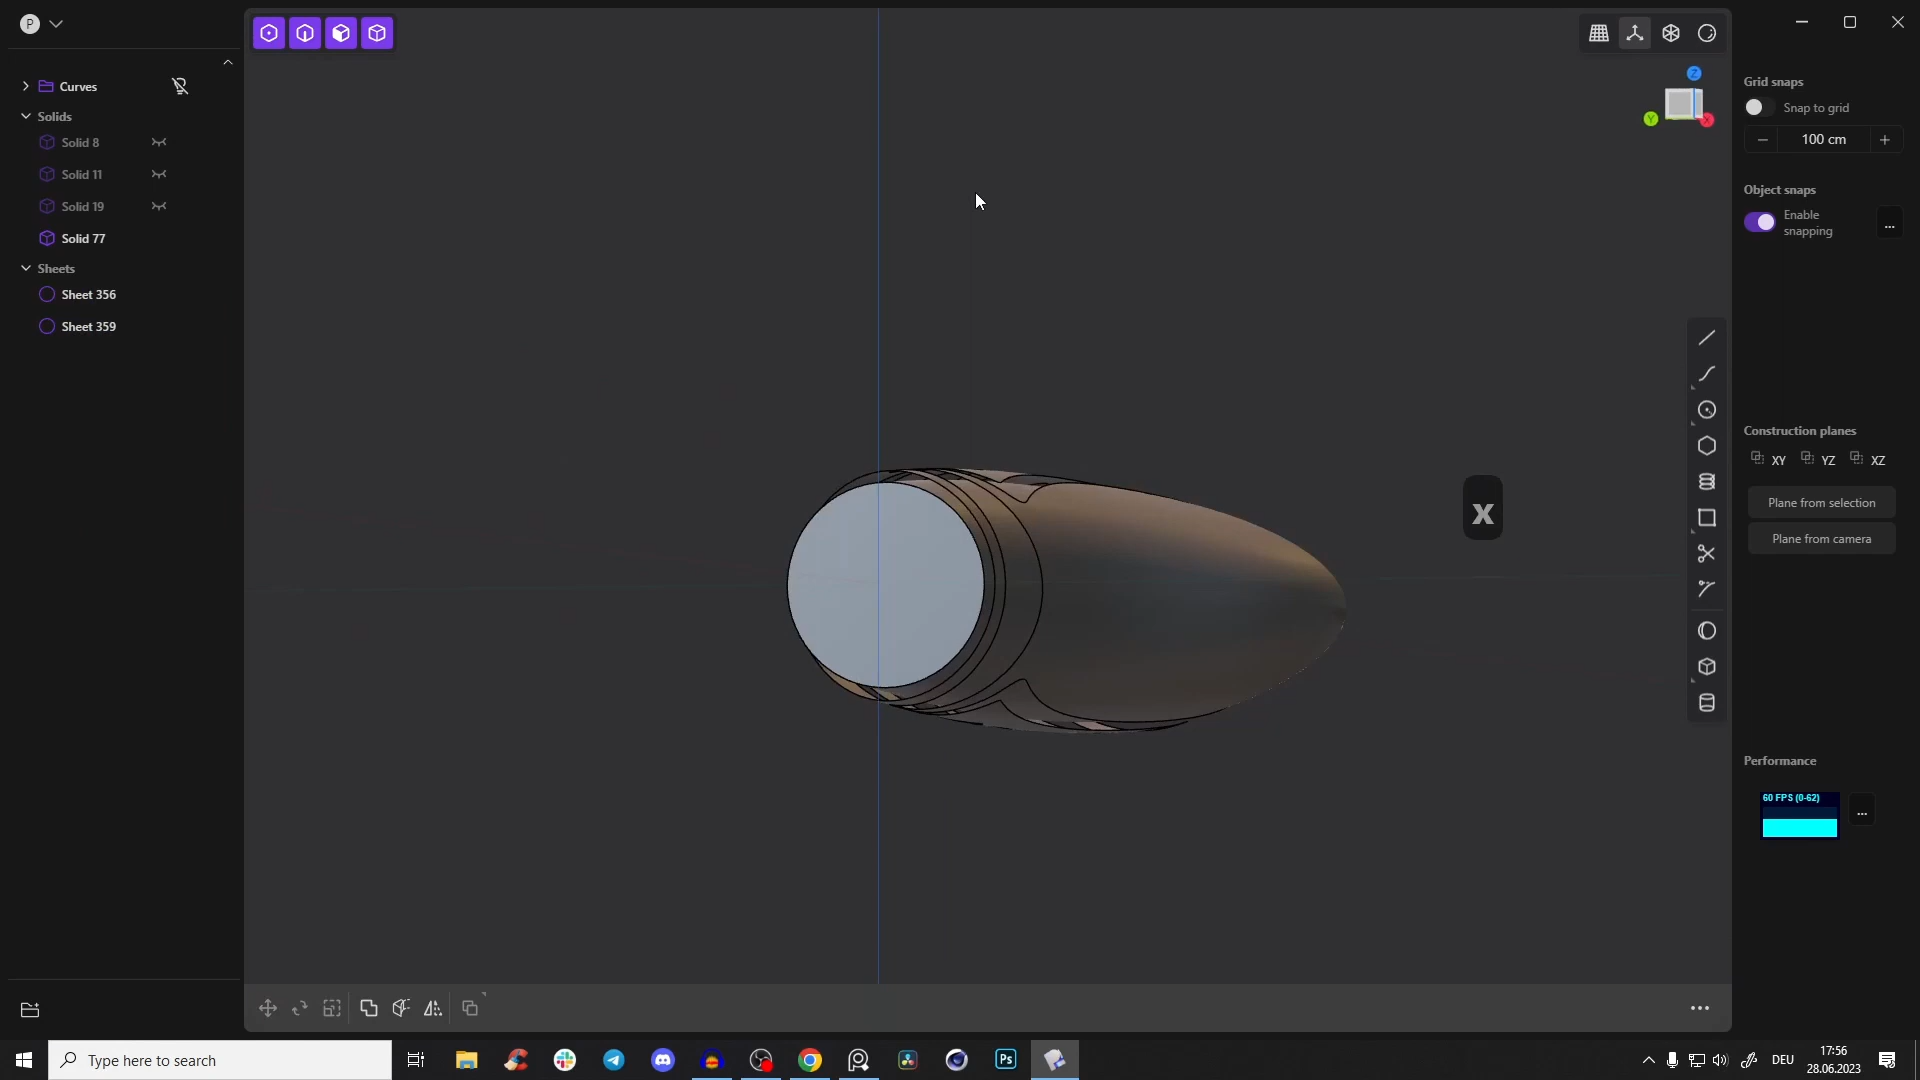 P
Curves
Solids
Solid 8
Solid 11
Solid 19
Solid 77
Sheets
Sheet 356
Sheet 359
Z
Y
X
Grid snaps
Snap to grid
100 cm
Object snaps
Enable
snapping
...
Construction planes
XY
YZ
XZ
Plane from selection
Plane from camera
X
Performance
60 FPS (0-62)
...
Type here to search
Ps
DEU
17:56
28.06.2023